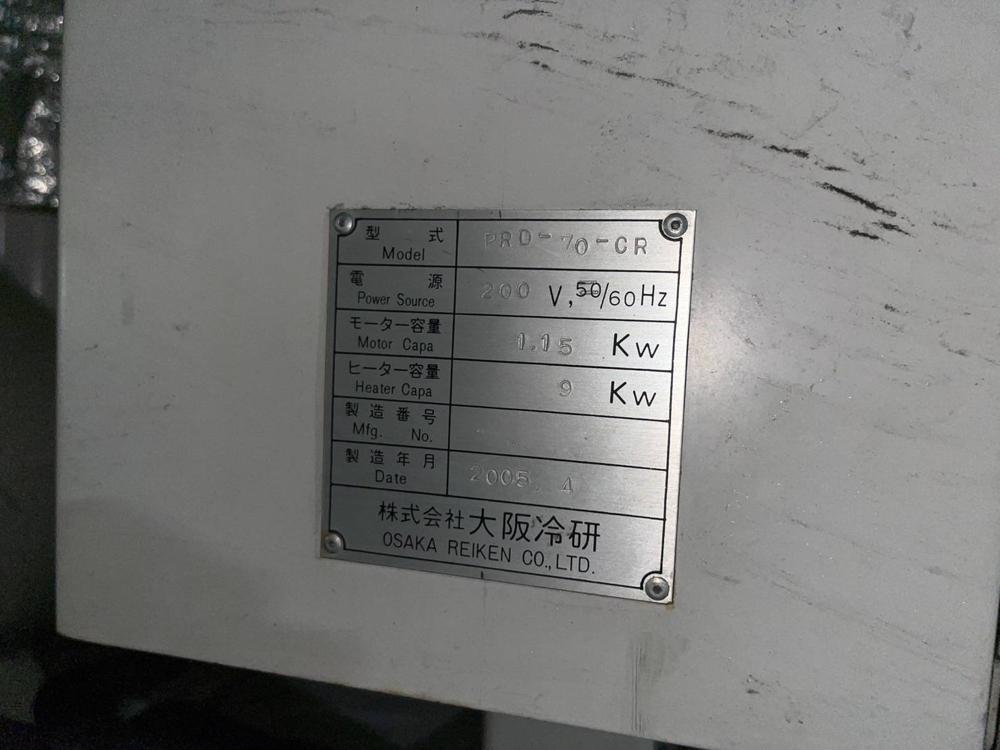 型式 PRD-70-CR
Model
電源 200 V, 50/60Hz
Power Source
モーター容量 1.15 Kw
Motor Capa
ヒーター容量 9 Kw
Heater Capa
製造番号
Mfg. No.
製造年月 2005. 4
Date
株式会社大阪冷研
OSAKA REIKEN CO.,LTD.